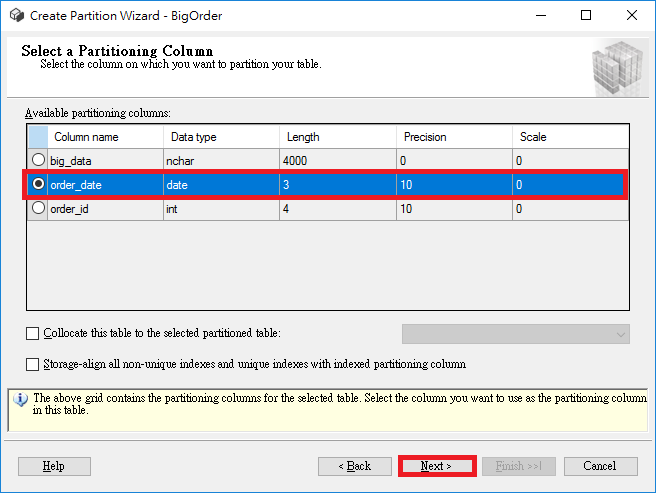 Create Partition Wizard - BigOrder
Select a Partitioning Column
Select the column on which you want to partition your table.
Available partitioning columns:
Column name Data type Length Precision Scale
big_data nchar 4000 0 0
order_date date 3 10 0
order_id int 4 10 0
Collocate this table to the selected partitioned table:
Storage-align all non-unique indexes and unique indexes with indexed partitioning column
The above grid contains the partitioning columns for the selected table. Select the column you want to use as the partitioning column
in this table.
Help < Back Next > Finish >>| Cancel